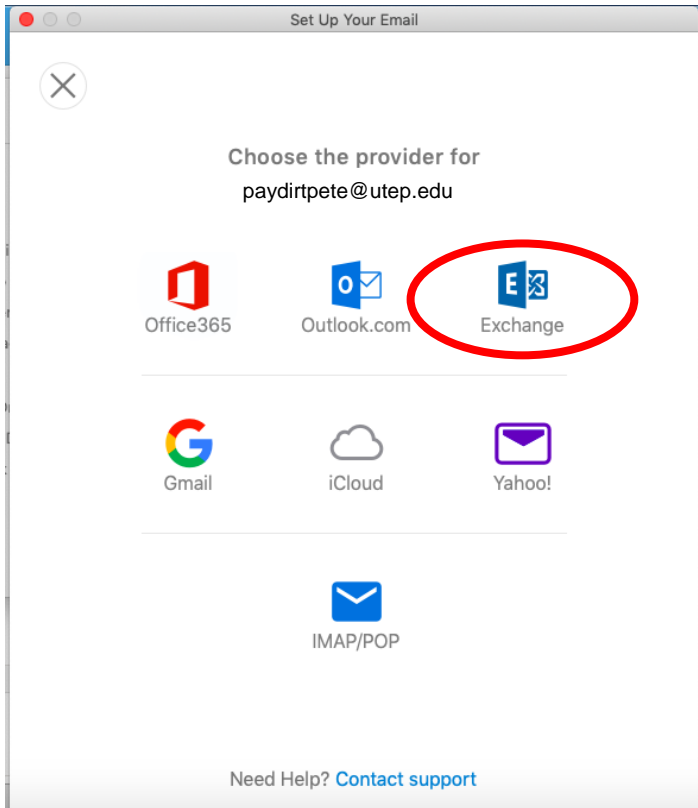 Set Up Your Email
Choose the provider for
paydirtpete@utep.edu
Office365
Outlook.com
Exchange
Gmail
iCloud
Yahoo!
IMAP/POP
Need Help? Contact support